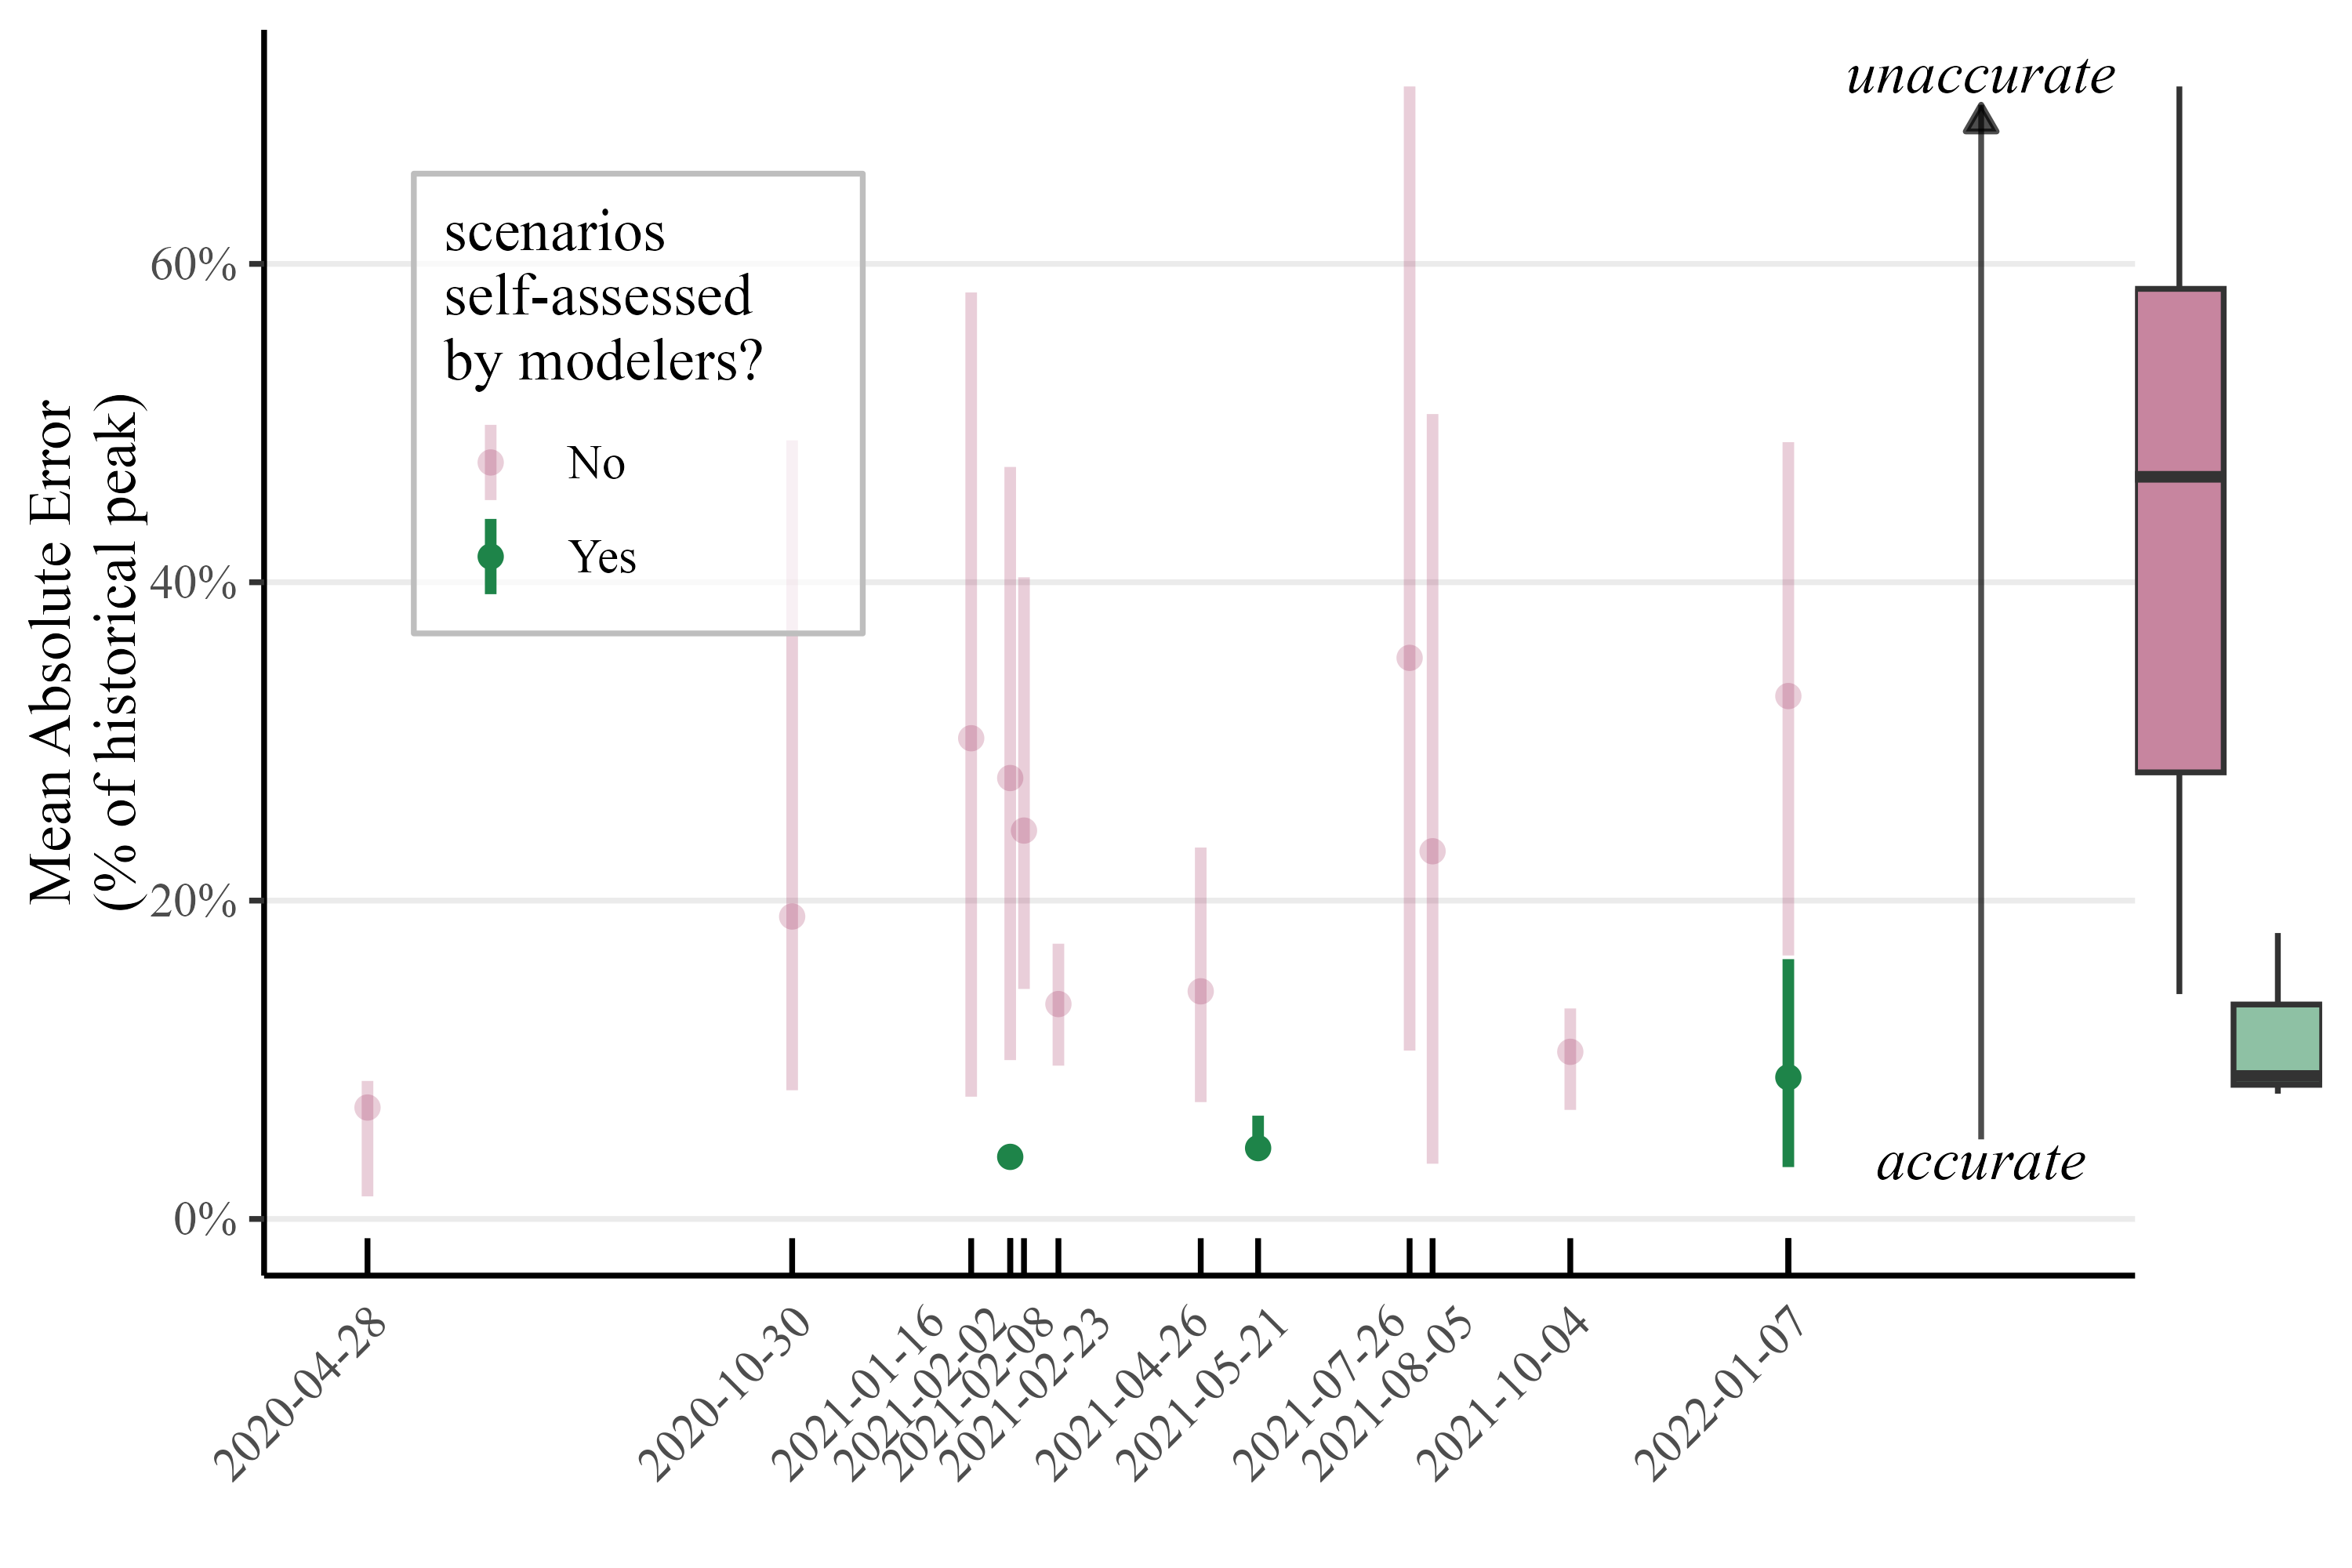 unaccurate
scenarios
self-assessed
by modelers?
No
Yes
Mean Absolute Error
(% of historical peak)
60%
40%
20%
0%
accurate
2020-04-28
2020-10-30
2021-01-16
2021-02-02
2021-02-08
2021-02-23
2021-04-26
2021-05-21
2021-07-26
2021-08-05
2021-10-04
2022-01-07